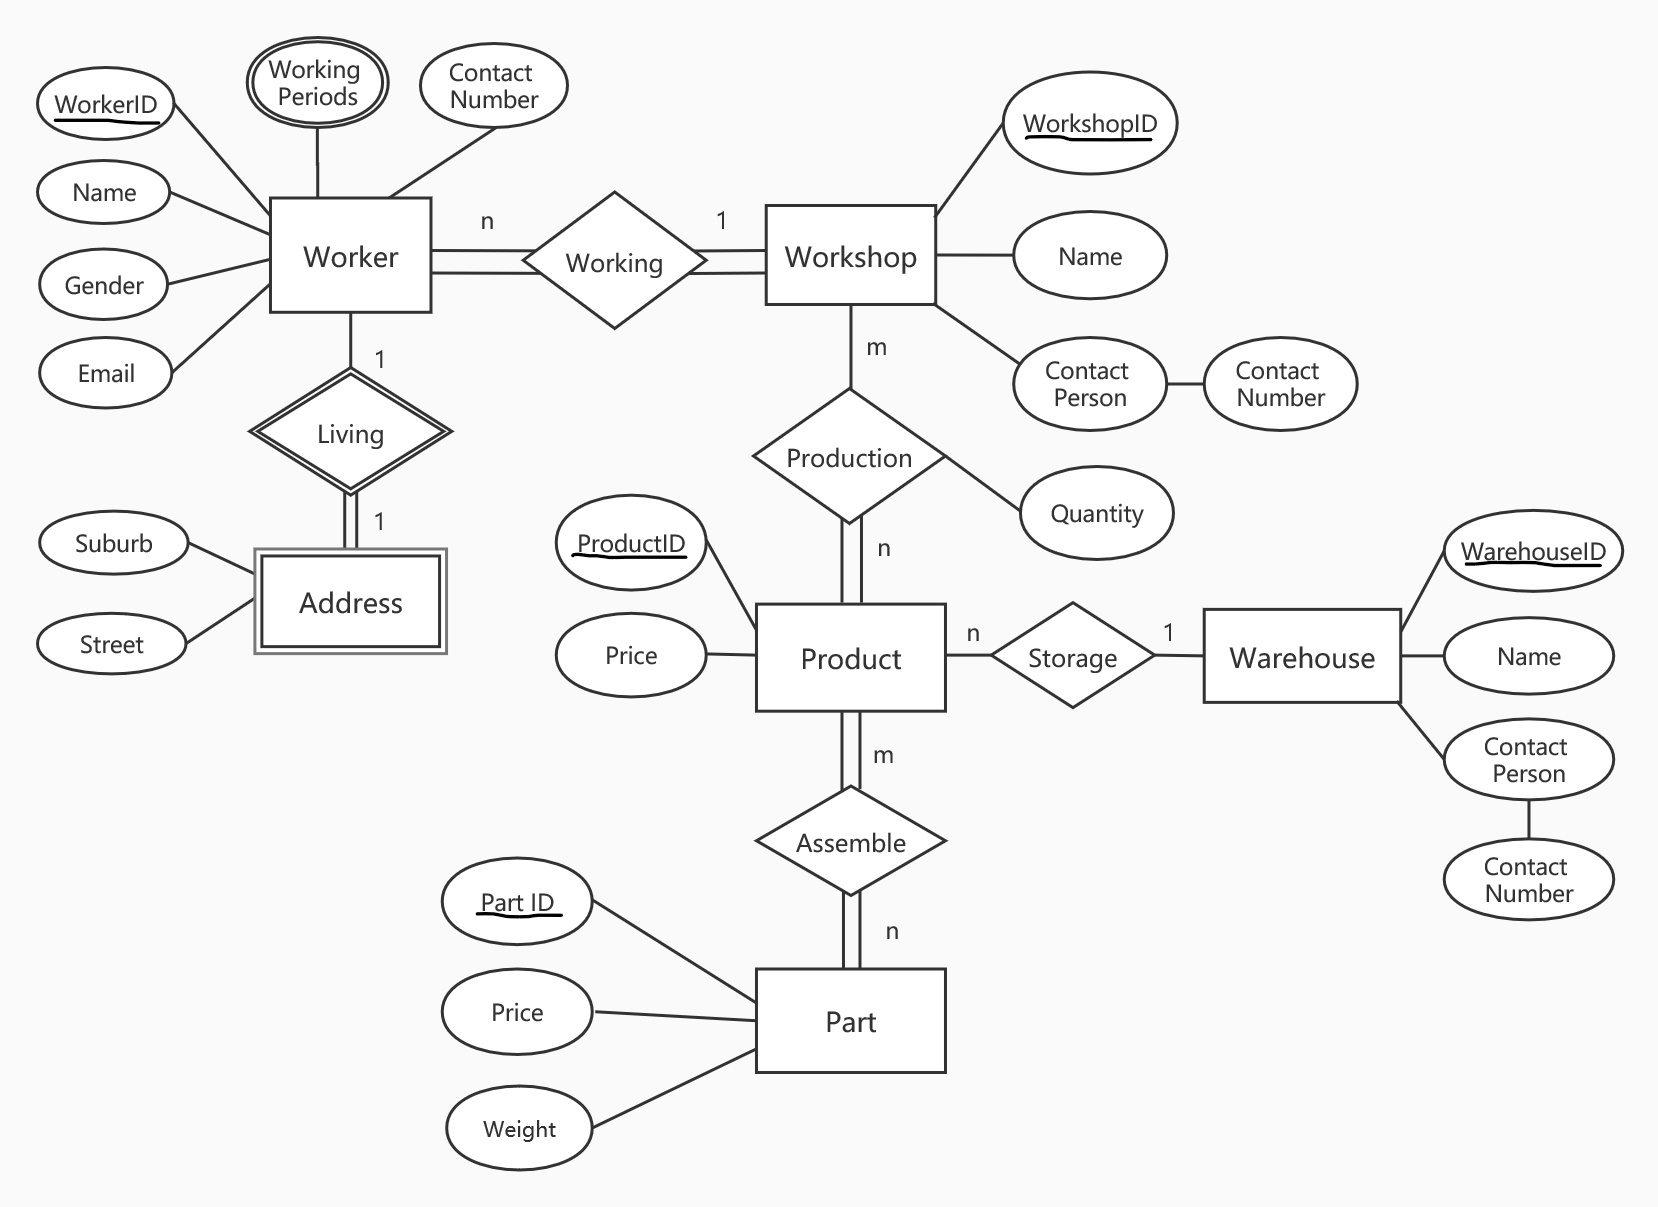 Working
Periods
Contact
Number
WorkerID
WorkshopID
Name
n
1
Worker
Working
Workshop
Name
Gender
m
1
Email
Contact
Person
Contact
Number
Living
Production
Quantity
1
Suburb
ProductID
n
WarehouseID
Address
Street
Price
Product
n
Storage
1
Warehouse
Name
m
Contact
Person
Assemble
Contact
Number
Part ID
n
Price
Part
Weight